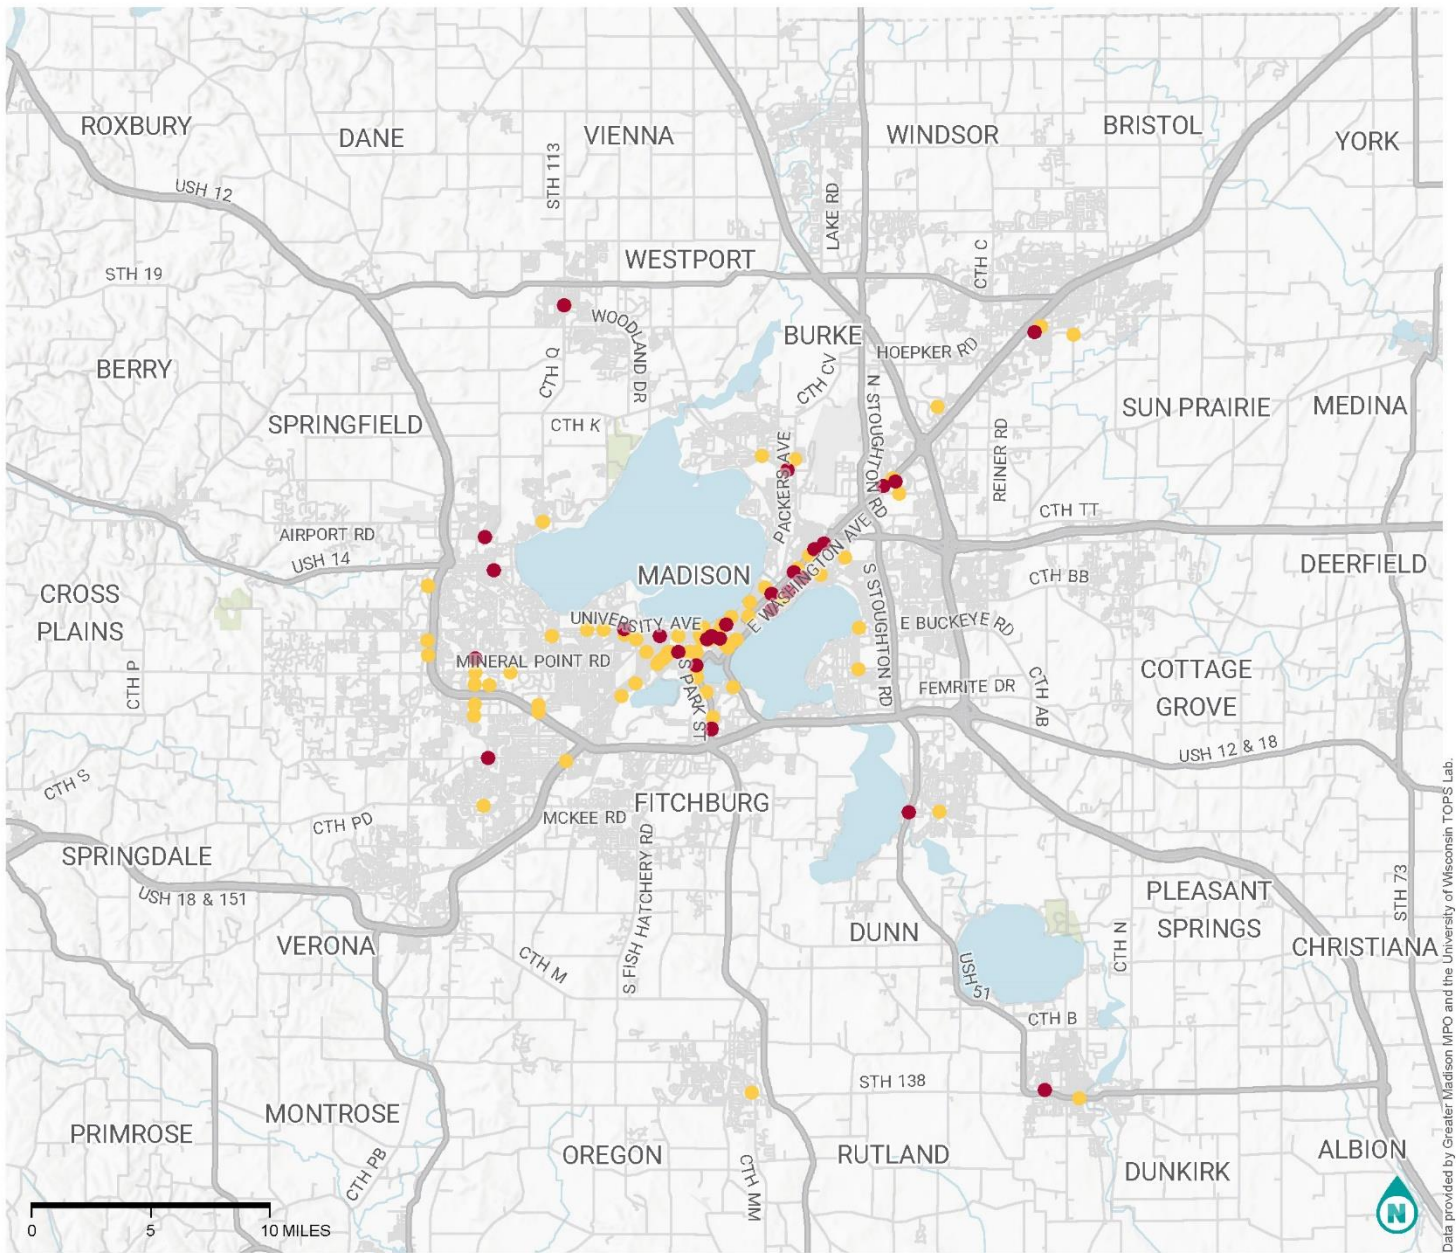 ROXBURY
DANE
VIENNA
WINDSOR
BRISTOL
YORK
STH 113
USH 12
LAKE RD
CTH C
WESTPORT
STH 19
WOODLAND DR
BURKE
HOEPKER RD
BERRY
CTH Q
CTH CV
N STOUGHTON RD
SPRINGFIELD
CTH K
SUN PRAIRIE
MEDINA
PACKERS AVE
REINER RD
CTH TT
AIRPORT RD
USH 14
DEERFIELD
MADISON
E WASHINGTON AVE
S STOUGHTON RD
CTH BB
CROSS
PLAINS
UNIVERSITY AVE
E BUCKEYE RD
MINERAL POINT RD
CTH P
S PARK ST
FEMRITE DR
CTH AB
COTTAGE
GROVE
USH 12 & 18
CTH S
CTH PD
MCKEE RD
FITCHBURG
SPRINGDALE
USH 18 & 151
S FISH HATCHERY RD
STH 73
PLEASANT
SPRINGS
VERONA
DUNN
CTH N
CHRISTIANA
CTH M
USH 51
CTH B
STH 138
MONTROSE
PRIMROSE
CTH PB
OREGON
CTH MM
RUTLAND
DUNKIRK
ALBION
0 5 10 MILES
N
Data provided by Greater Madison MPO and the University of Wisconsin TOPS Lab.